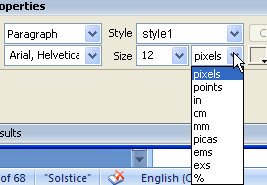 roperties
Paragraph Style style1
Arial, Helvetica Size 12 pixels
pixels
points
in
cm
mm
picas
ems
exs
%
sults
of 68 "Solstice" English (